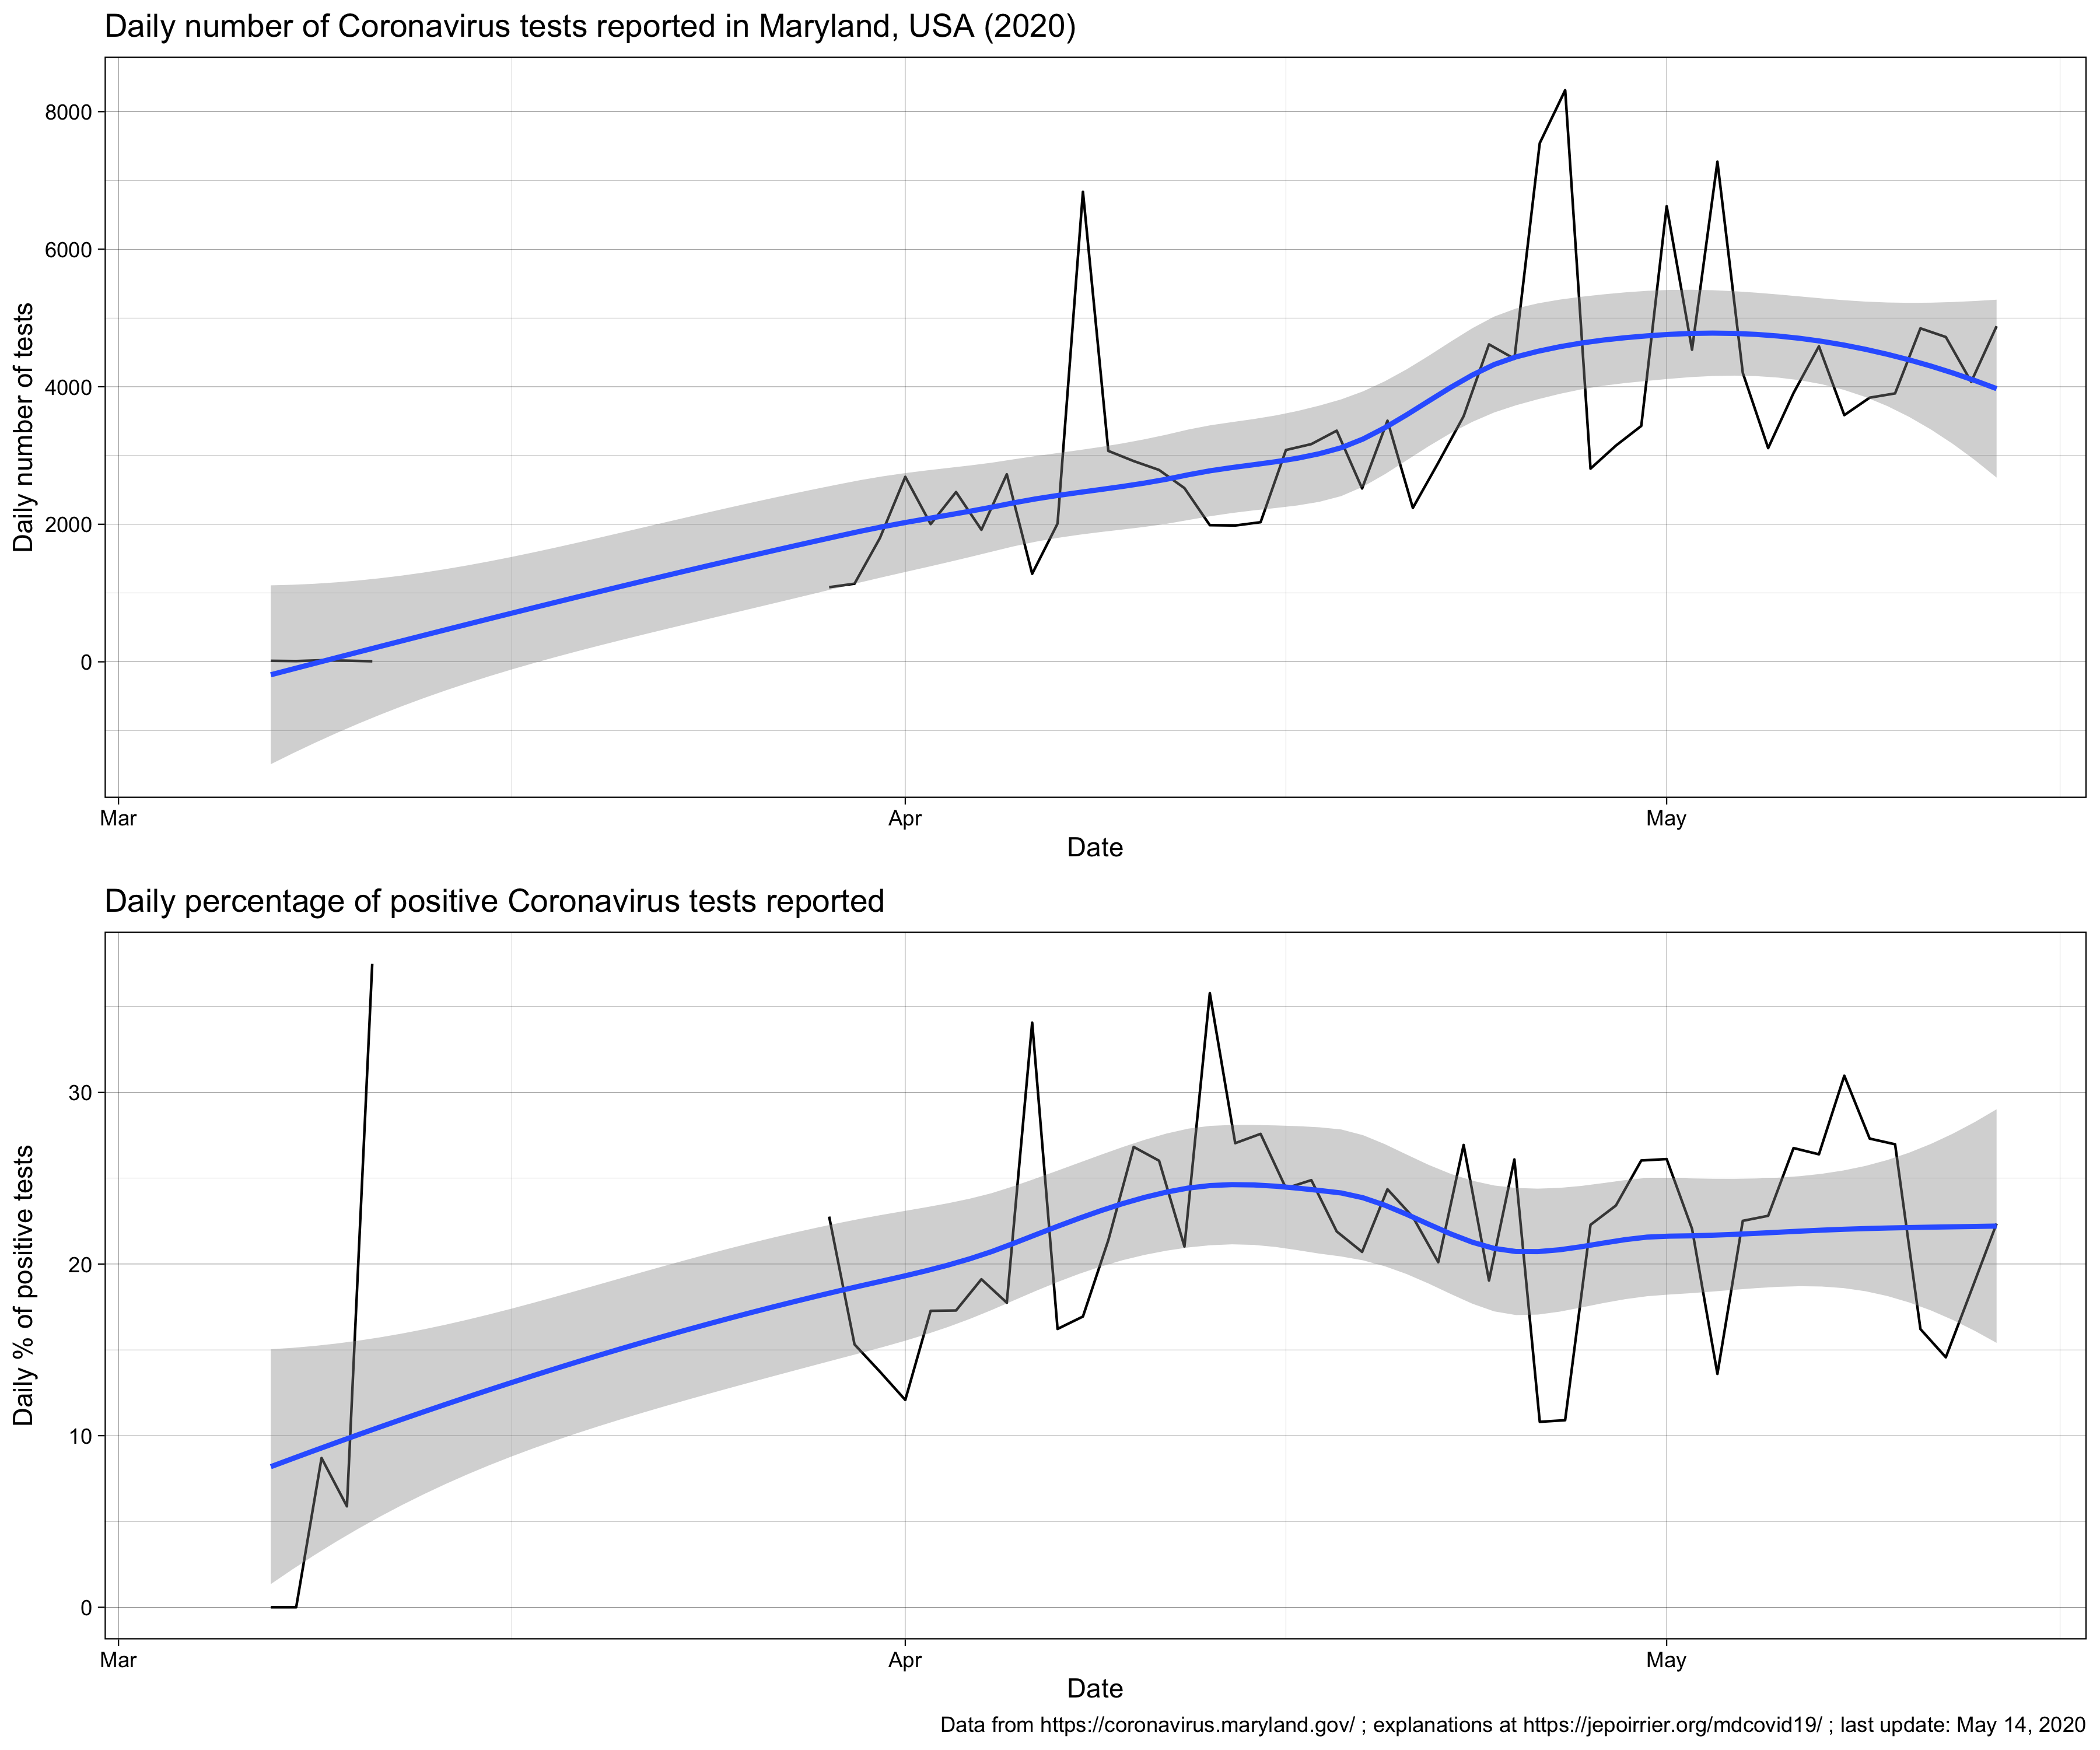 Daily number of Coronavirus tests reported in Maryland, USA (2020)
Daily number of tests
8000
6000
4000
2000
0
Mar
Apr
May
Date
Daily percentage of positive Coronavirus tests reported
Daily % of positive tests
30
20
10
0
Mar
Apr
May
Date
Data from https://coronavirus.maryland.gov/ ; explanations at https://jepoirrier.org/mdcovid19/ ; last update: May 14, 2020